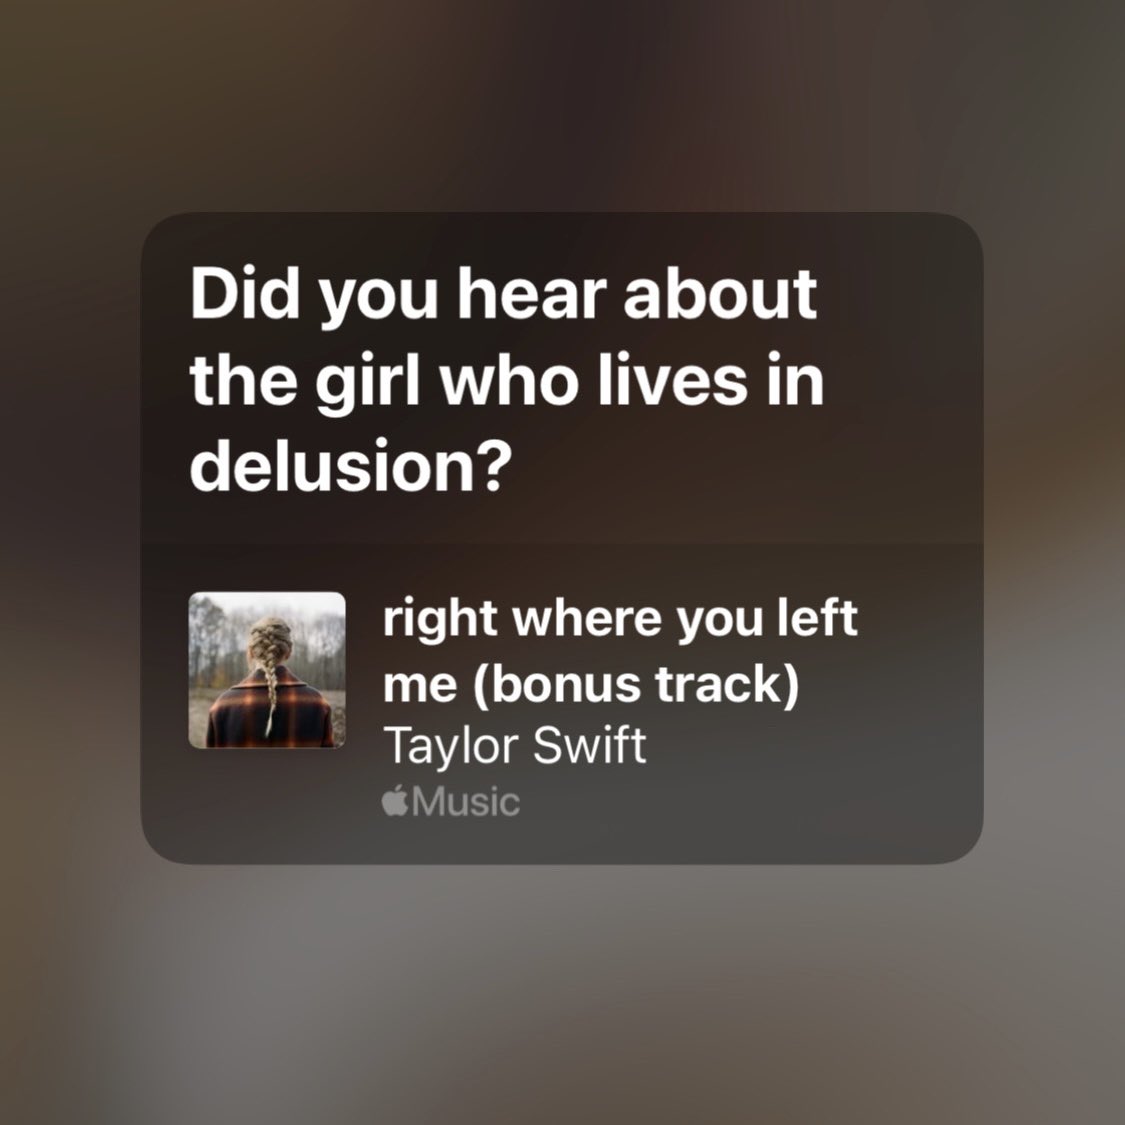 Did you hear about
the girl who lives in
delusion?
right where you left
me (bonus track)
Taylor Swift
Music